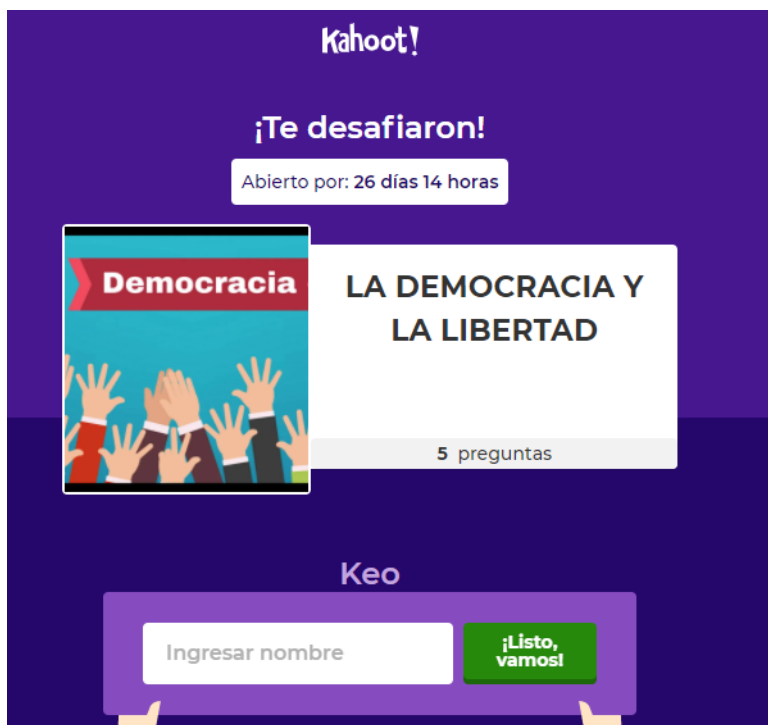 Kahoot!
¡Te desafiaron!
Abierto por: 26 días 14 horas
Democracia
LA DEMOCRACIA Y
LA LIBERTAD
5 preguntas
Keo
Ingresar nombre
¡Listo,
vamos!